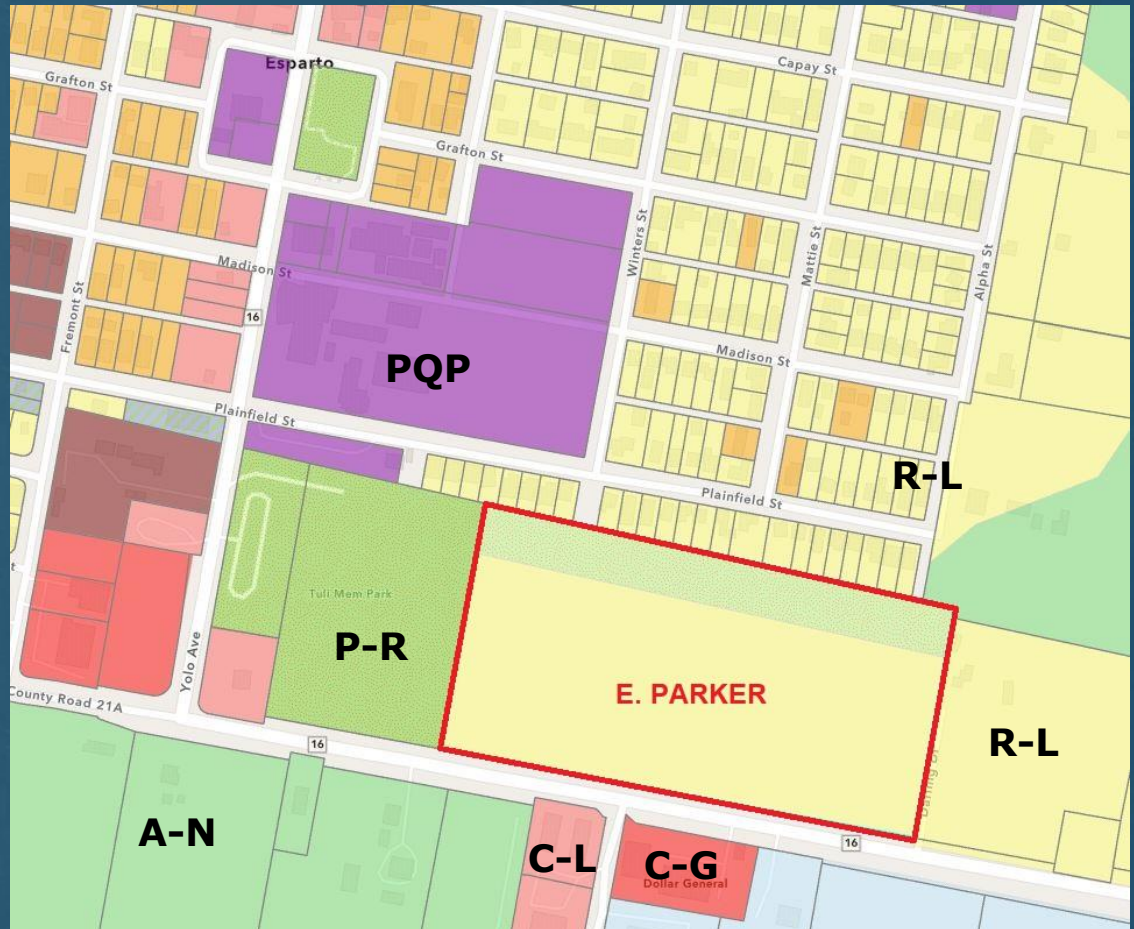 Esparto
Capay St
Grafton St
Grafton St
Winters St
Mattie St
Alpha St
Madison St
Fremont St
16
PQP
Madison St
Plainfield St
R-L
Plainfield St
Tuli Mem Park
P-R
E. PARKER
Yolo Ave
County Road 21A
16
R-L
Darling
A-N
16
C-L
C-G
Dollar General